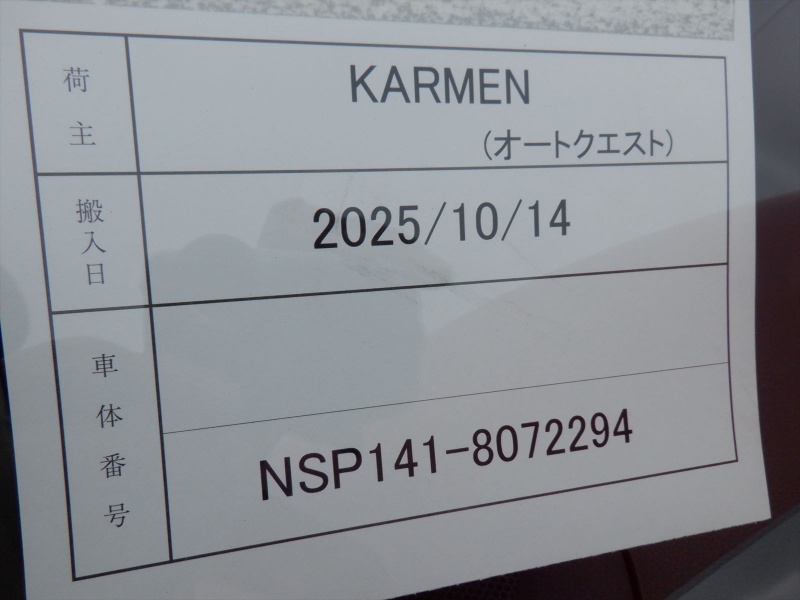 荷主
KARMEN
(オートクエスト)
搬入日
2025/10/14
車体番号
NSP141-8072294